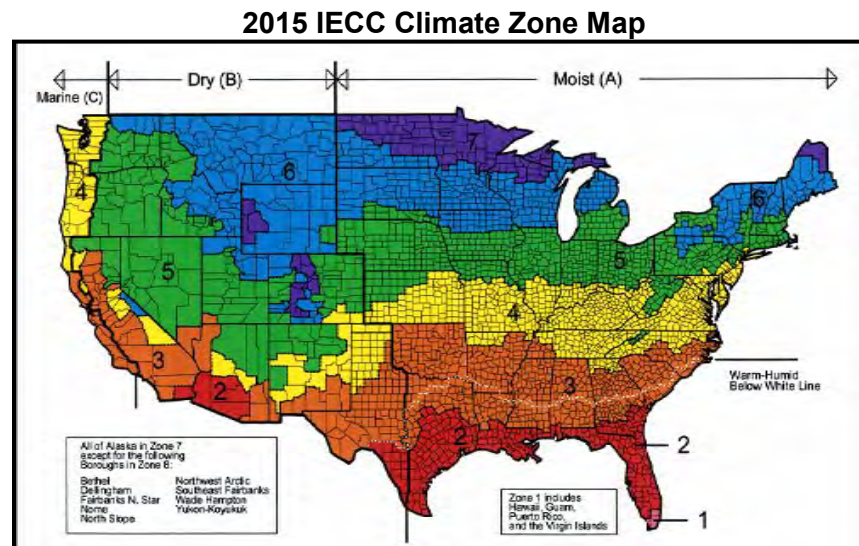 2015 IECC Climate Zone Map
Marine (C)
Dry (B)
Moist (A)
7
6
6
4
5
5
4
3
3
2
2
2
1
Warm-Humid
Below White Line
All of Alaska in Zone 7
except for the following
Boroughs in Zone 8:
Bethel
Dellingham
Fairbanks N. Star
Nome
North Slope
Northwest Arctic
Southeast Fairbanks
Wade Hampton
Yukon-Koyukuk
Zone 1 includes
Hawaii, Guam,
Puerto Rico,
and the Virgin Islands